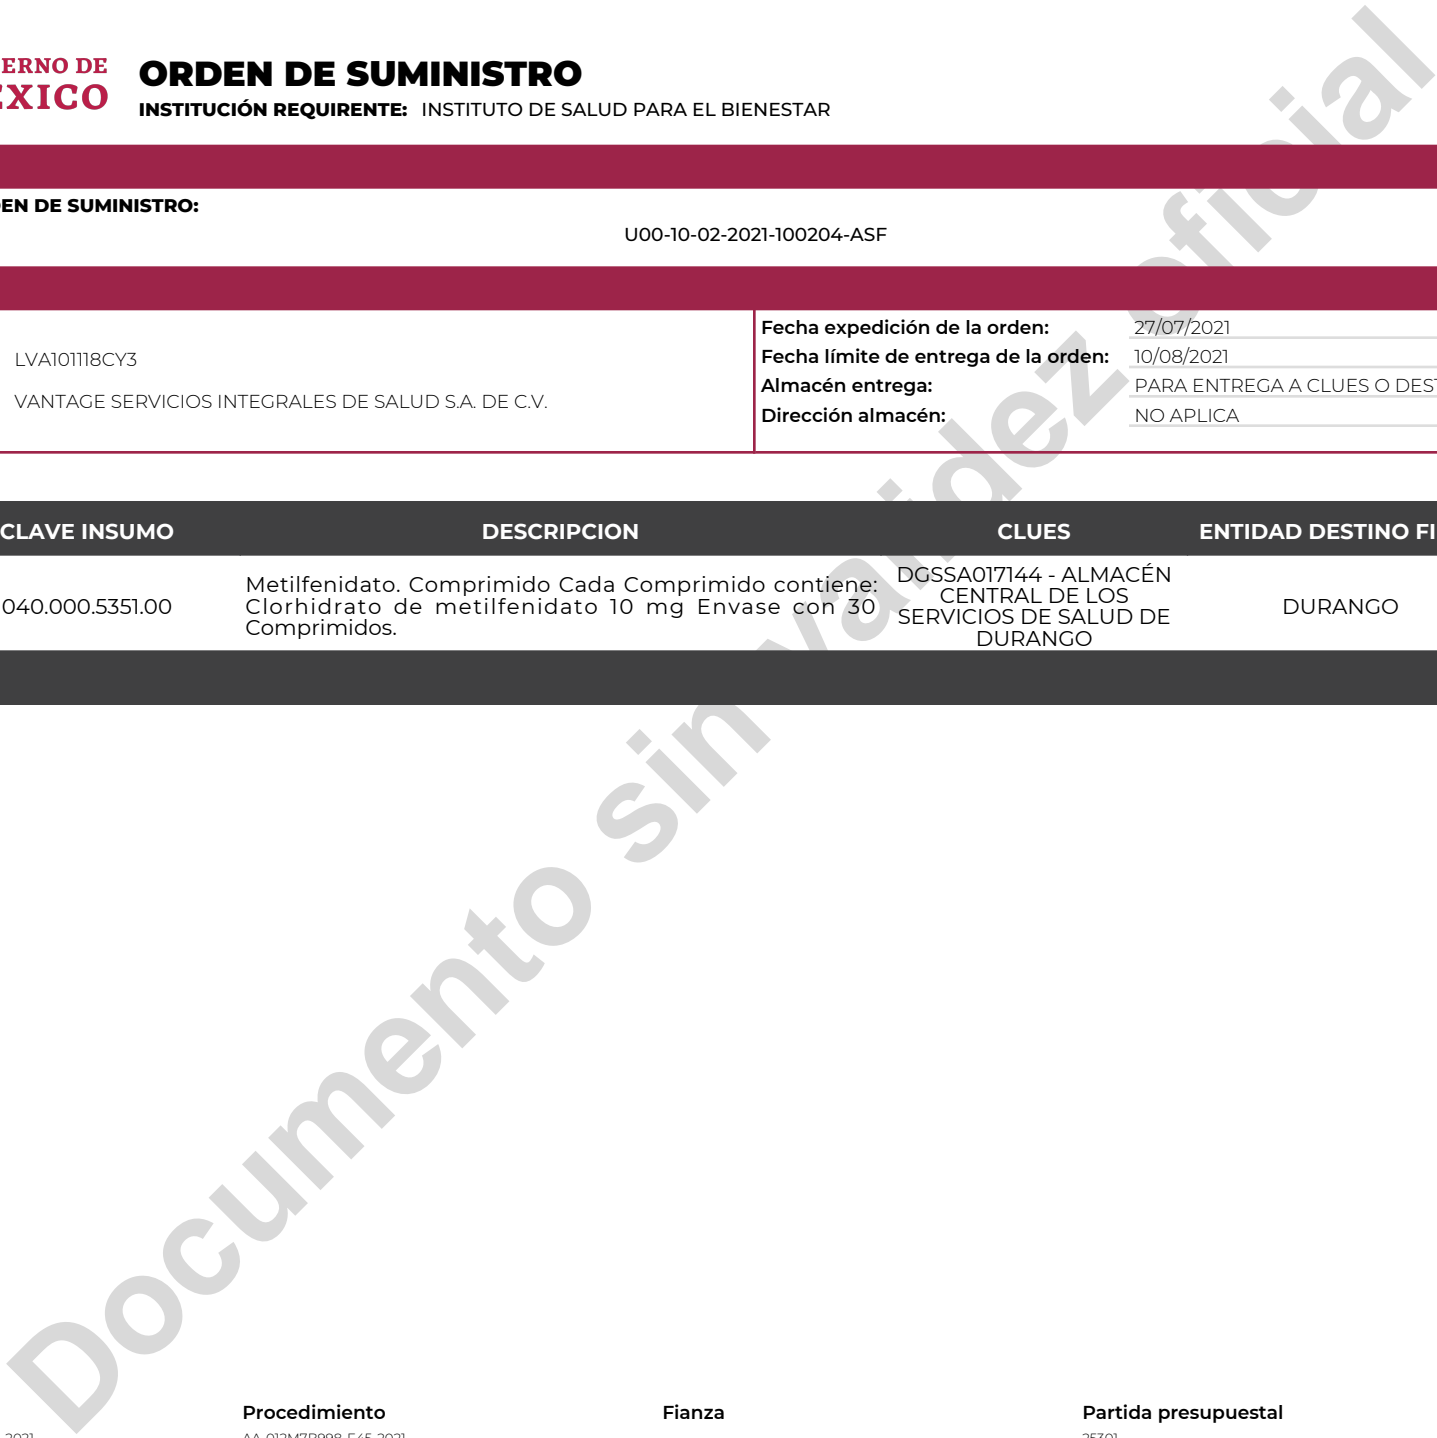 ERNO DE
ÉXICO
ORDEN DE SUMINISTRO
INSTITUCIÓN REQUIRENTE: INSTITUTO DE SALUD PARA EL BIENESTAR
EN DE SUMINISTRO:
U00-10-02-2021-100204-ASF
LVA101118CY3
VANTAGE SERVICIOS INTEGRALES DE SALUD S.A. DE C.V.
Fecha expedición de la orden: 27/07/2021
Fecha límite de entrega de la orden: 10/08/2021
Almacén entrega: PARA ENTREGA A CLUES O DEST
Dirección almacén: NO APLICA
CLAVE INSUMO DESCRIPCION CLUES ENTIDAD DESTINO FI
040.000.5351.00
Metilfenidato. Comprimido Cada Comprimido contiene:
Clorhidrato de metilfenidato 10 mg Envase con 30
Comprimidos.
DGSSA017144 - ALMACÉN
CENTRAL DE LOS
SERVICIOS DE SALUD DE
DURANGO
DURANGO
Documento sin validez oficial
Procedimiento Fianza Partida presupuestal